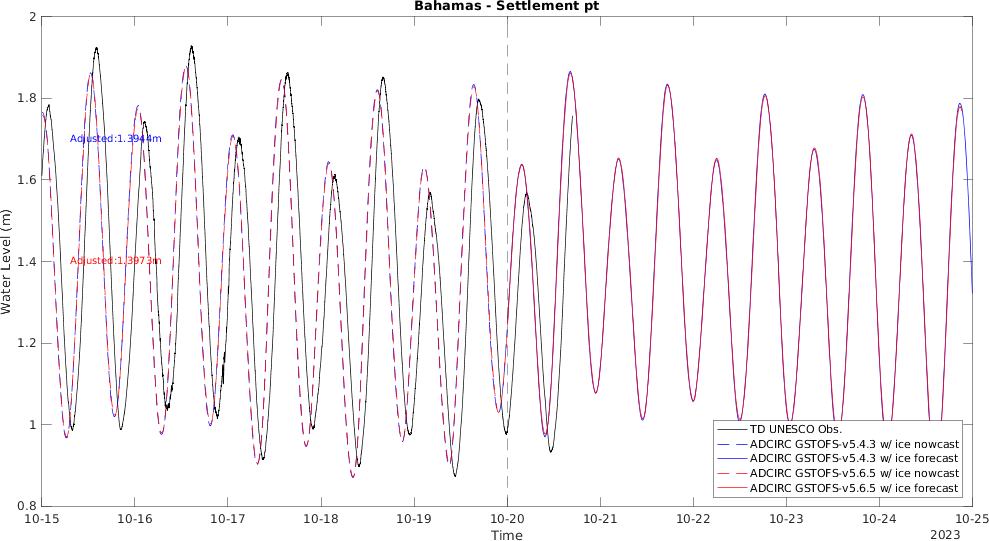 Bahamas - Settlement pt
Water Level (m)
2
1.8
1.6
1.4
1.2
1
0.8
Adjusted:1.3944m
Adjusted:1.3973m
TD UNESCO Obs.
ADCIRC GSTOFS-v5.4.3 w/ ice nowcast
ADCIRC GSTOFS-v5.4.3 w/ ice forecast
ADCIRC GSTOFS-v5.6.5 w/ ice nowcast
ADCIRC GSTOFS-v5.6.5 w/ ice forecast
10-15 10-16 10-17 10-18 10-19 10-20 10-21 10-22 10-23 10-24 10-25
Time
2023